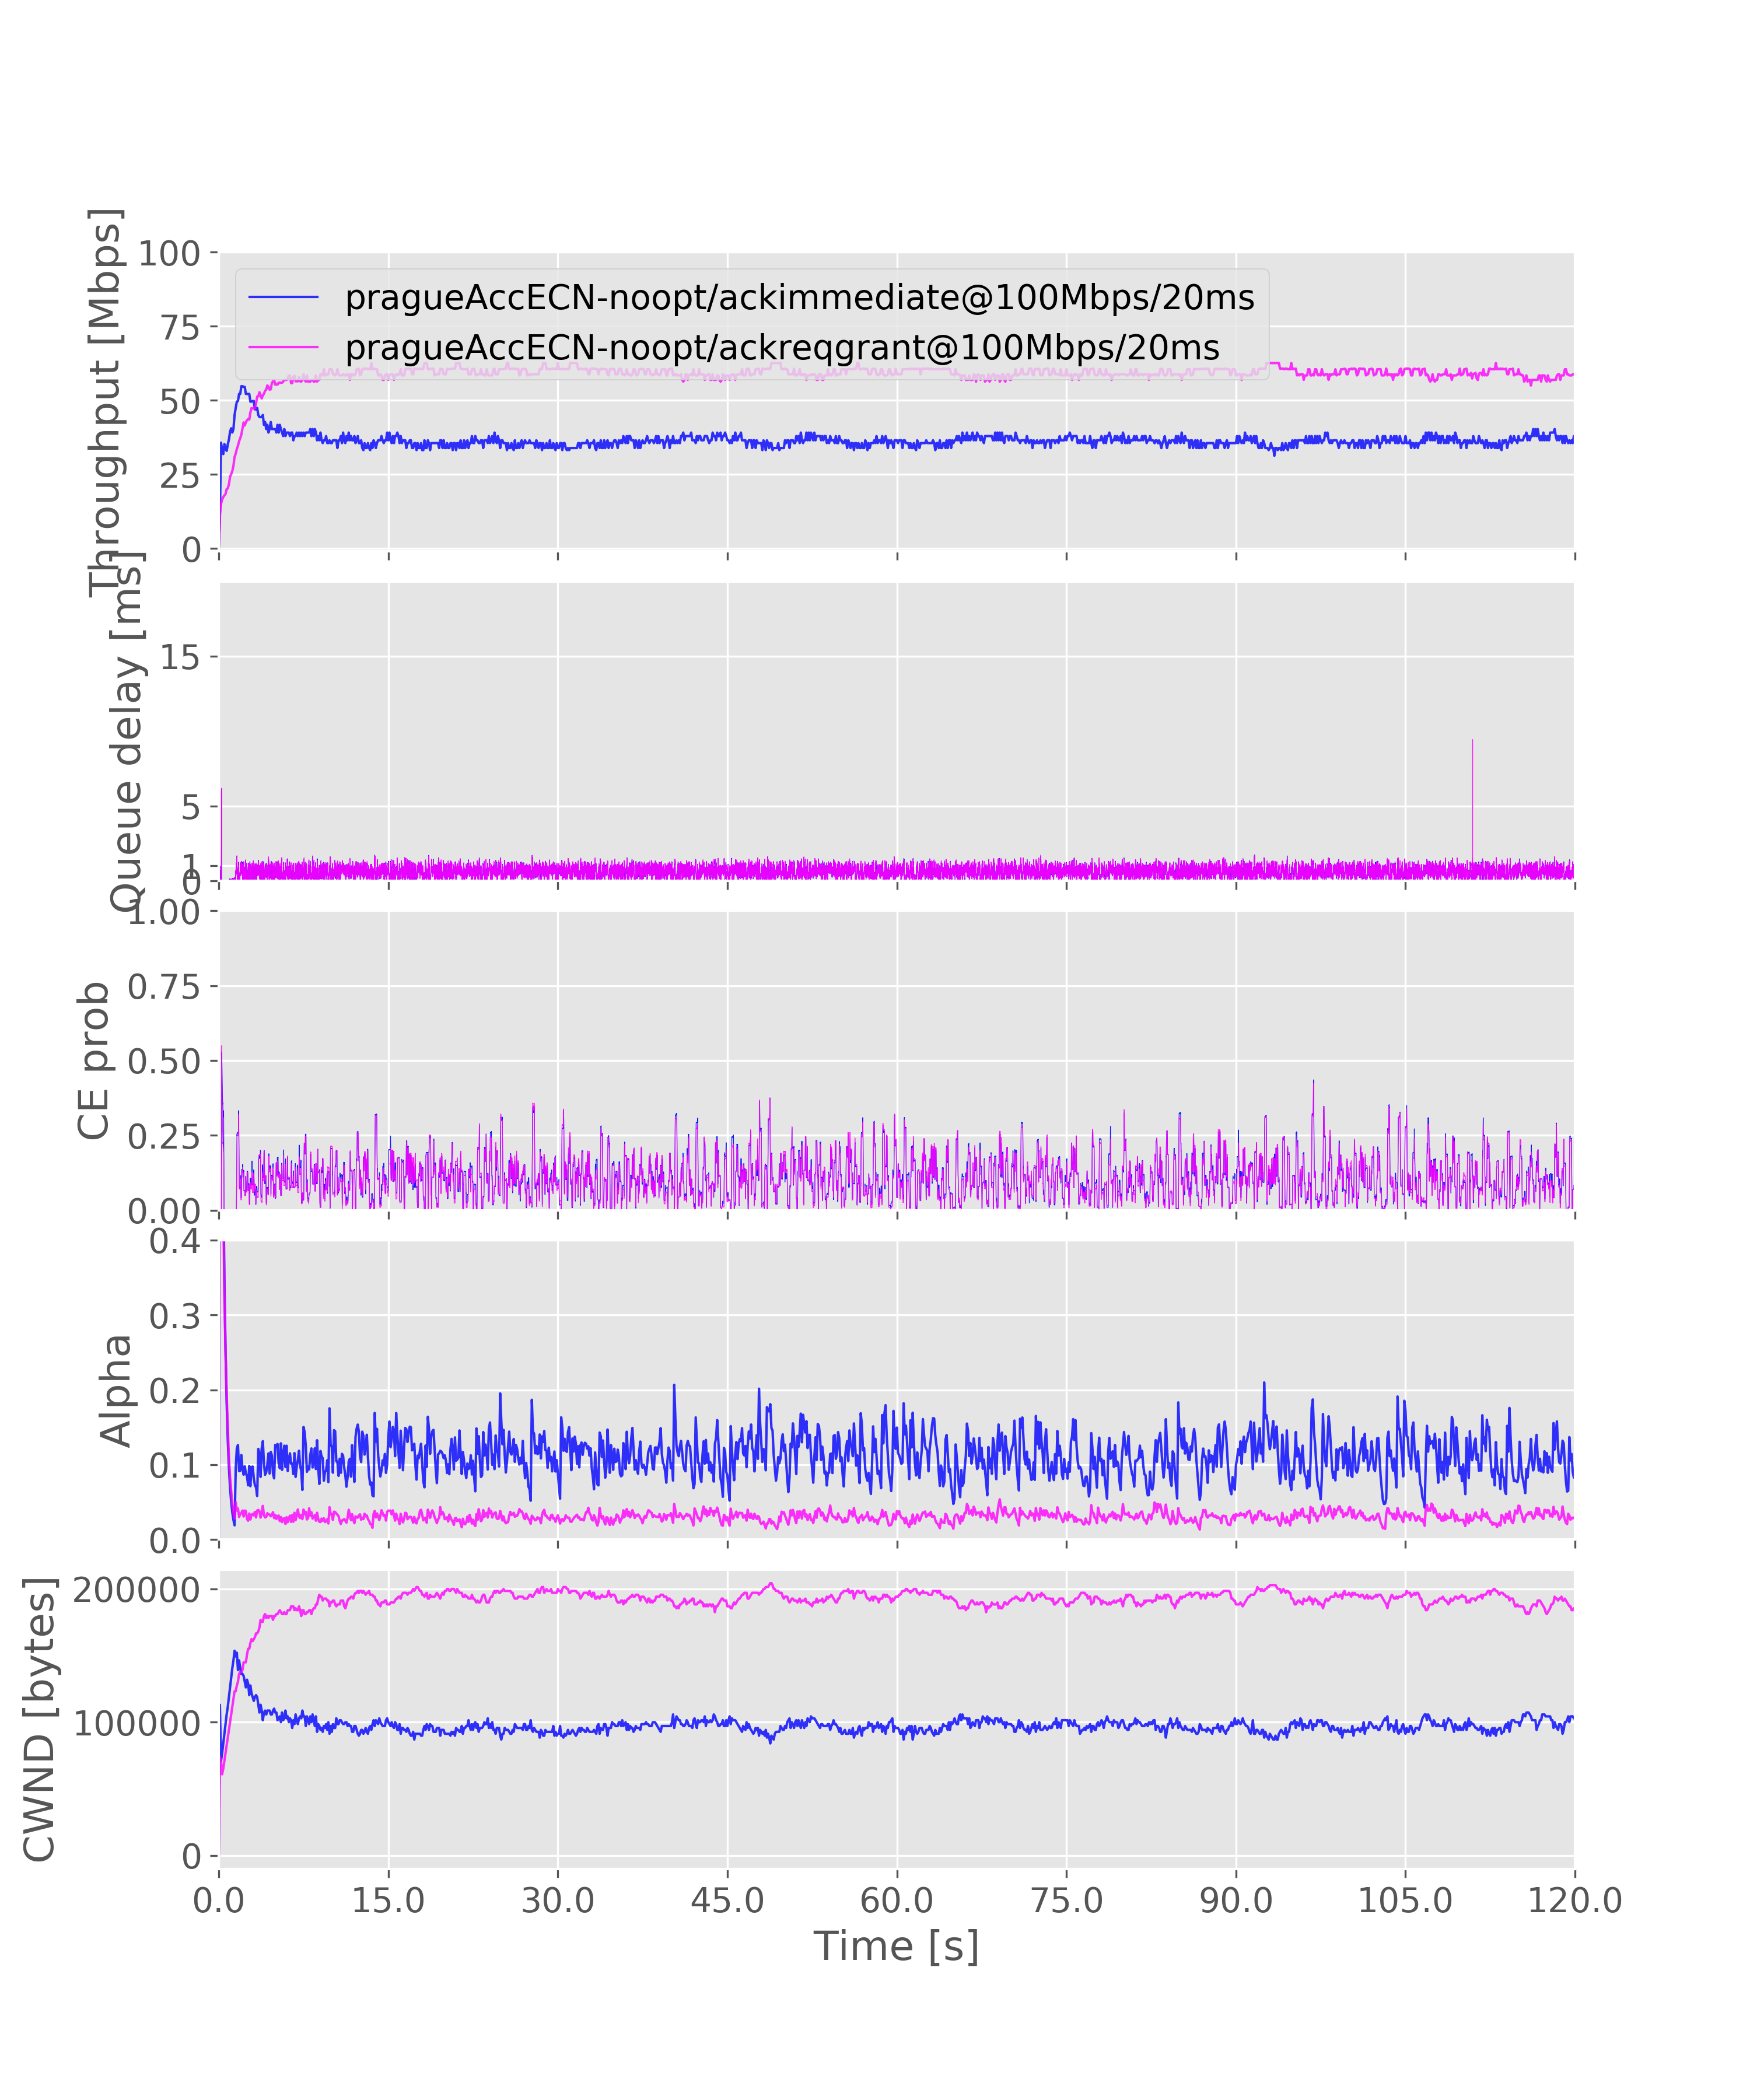 Throughput [Mbps]
100
75
50
25
0
pragueAccECN-noopt/ackimmediate@100Mbps/20ms
pragueAccECN-noopt/ackreqgrant@100Mbps/20ms
Queue delay [ms]
15
5
1
0
CE prob
1.00
0.75
0.50
0.25
0.00
Alpha
0.4
0.3
0.2
0.1
0.0
CWND [bytes]
200000
100000
0
0.0 15.0 30.0 45.0 60.0 75.0 90.0 105.0 120.0
Time [s]